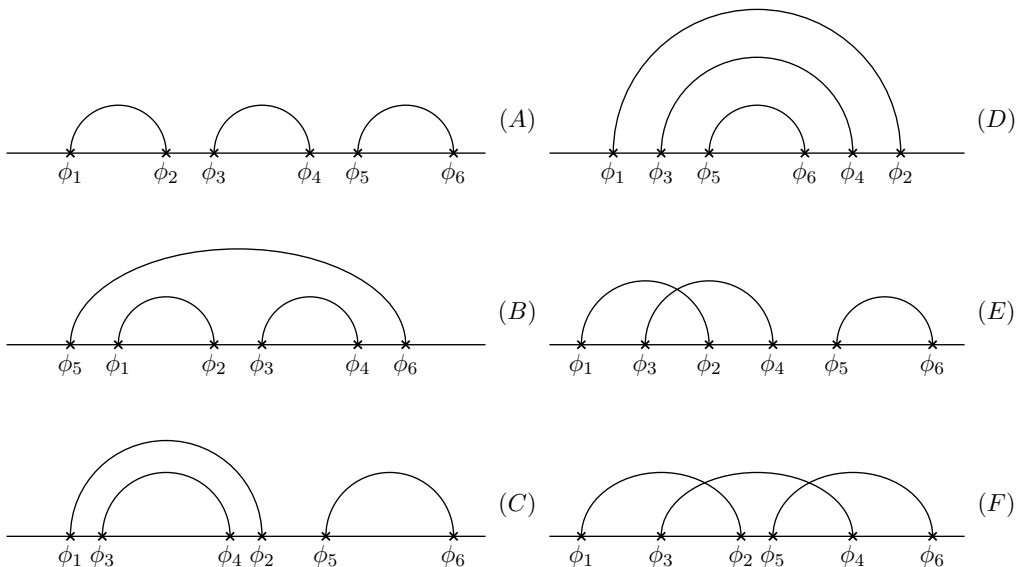 (A)
ϕ₁ ϕ₂ ϕ₃ ϕ₄ ϕ₅ ϕ₆
(D)
ϕ₁ ϕ₃ ϕ₅ ϕ₆ ϕ₄ ϕ₂
(B)
ϕ₅ ϕ₁ ϕ₂ ϕ₃ ϕ₄ ϕ₆
(E)
ϕ₁ ϕ₃ ϕ₂ ϕ₄ ϕ₅ ϕ₆
(C)
ϕ₁ ϕ₃ ϕ₄ ϕ₂ ϕ₅ ϕ₆
(F)
ϕ₁ ϕ₃ ϕ₂ ϕ₅ ϕ₄ ϕ₆